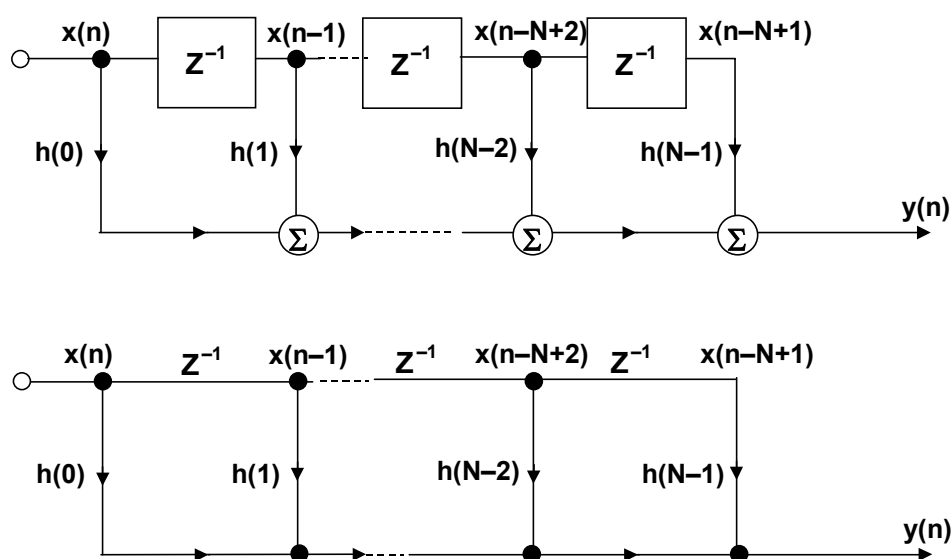 x(n) x(n–1) x(n–N+2) x(n–N+1)
Z⁻¹ Z⁻¹ Z⁻¹
h(0) h(1) h(N–2) h(N–1)
y(n)
Σ Σ Σ
x(n) Z⁻¹ x(n–1) Z⁻¹ x(n–N+2) Z⁻¹ x(n–N+1)
h(0) h(1) h(N–2) h(N–1)
y(n)